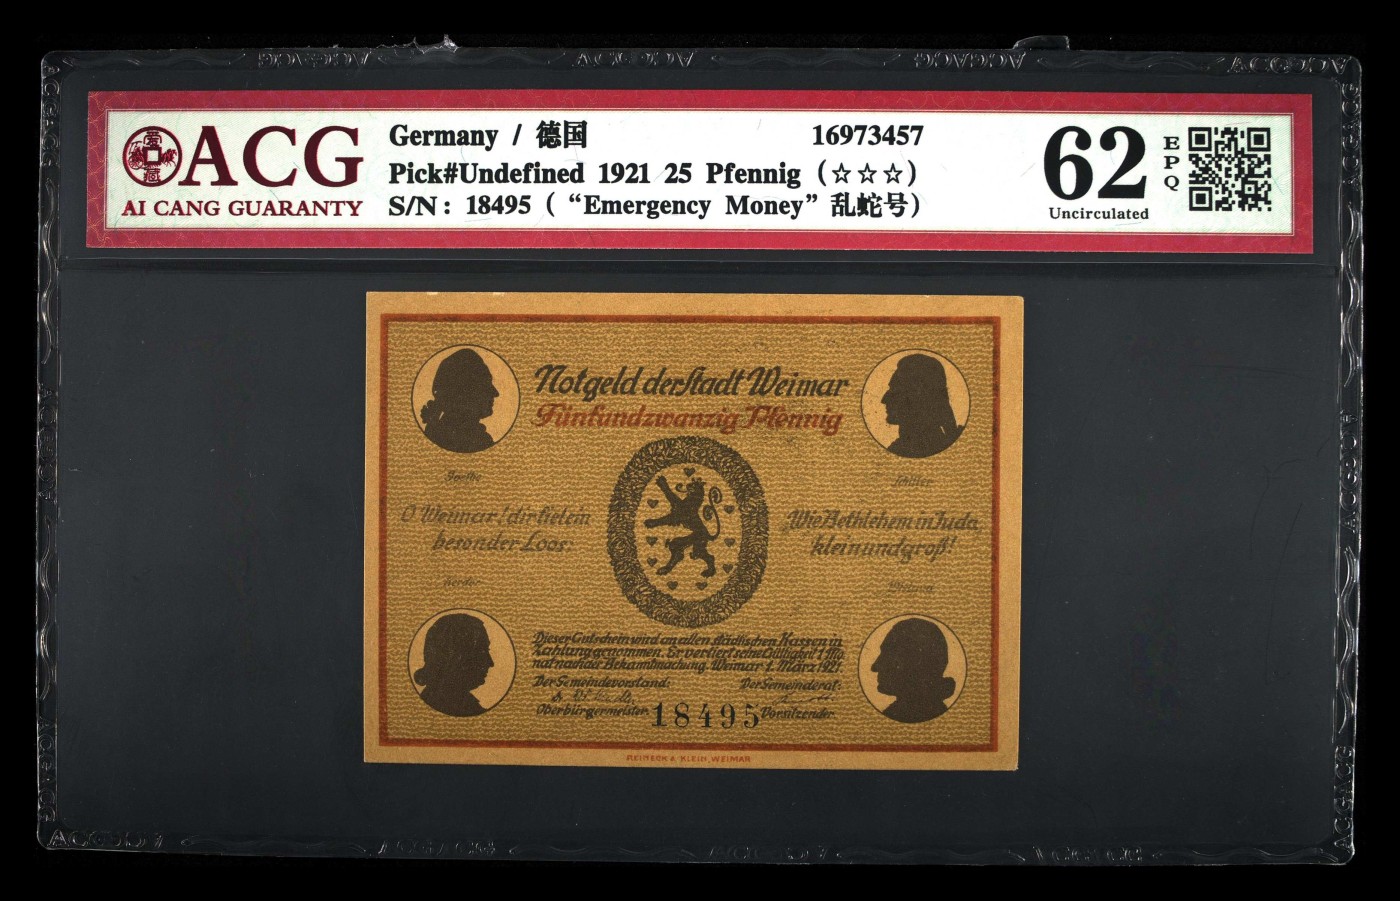 ACG
AI CANG GUARANTY
Germany / 德国
16973457
Pick#Undefined 1921 25 Pfennig (☆☆☆)
S/N: 18495 ( “Emergency Money” 乱蛇号)
62
EPQ
Uncirculated
Notgeld der Stadt Weimar
Fünfundzwanzig Pfennig
Goethe
Schiller
O Weimar! dir fiel ein
besonder Loos
„Wie Bethlehem in Juda,
klein und groß!
Herder
Wieland
Dieser Gutschein wird an allen städtischen Kassen in
Zahlung genommen. Er verliert seine Gültigkeit 1 Mo
nat nach der Bekanntmachung. Weimar 1. März 1921.
Der Gemeindevorstand:
Der Gemeinderat:
Oberbürgermeister
18495
Vorsitzender
REINECK & KLEIN, WEIMAR